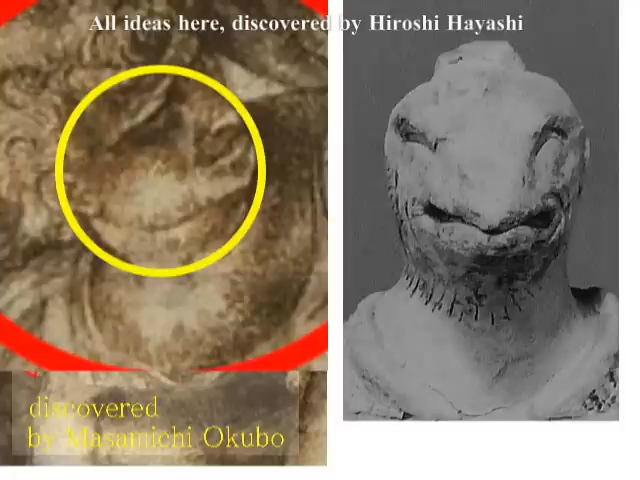 All ideas here, discovered by Hiroshi Hayashi
discovered
by Masamichi Okubo